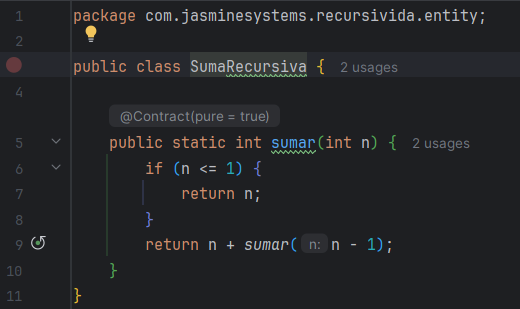 1 package com.jasminesystems.recursivida.entity;
2
public class SumaRecursiva { 2 usages
4
@Contract(pure = true)
5 public static int sumar(int n) { 2 usages
6 if (n <= 1) {
7 return n;
8 }
9 return n + sumar( n: n - 1);
10 }
11 }